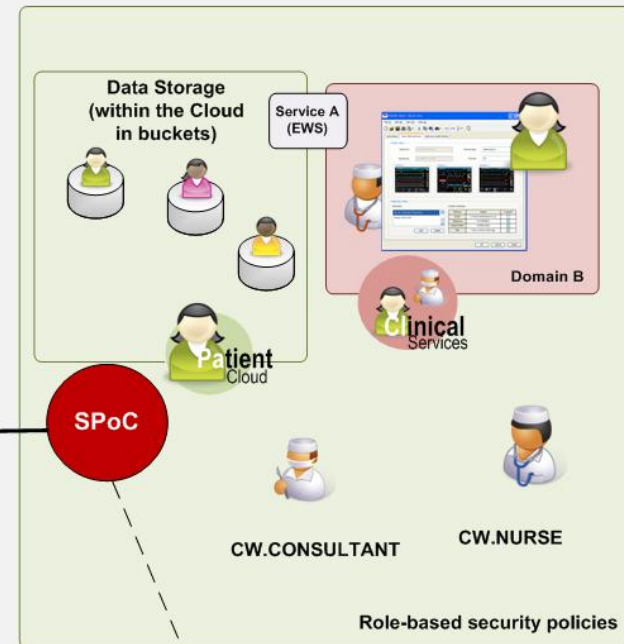 Data Storage
(within the Cloud
in buckets)
Service A
(EWS)
Domain B
Patient
Cloud
Clinical
Services
SPoC
CW.CONSULTANT
CW.NURSE
Role-based security policies